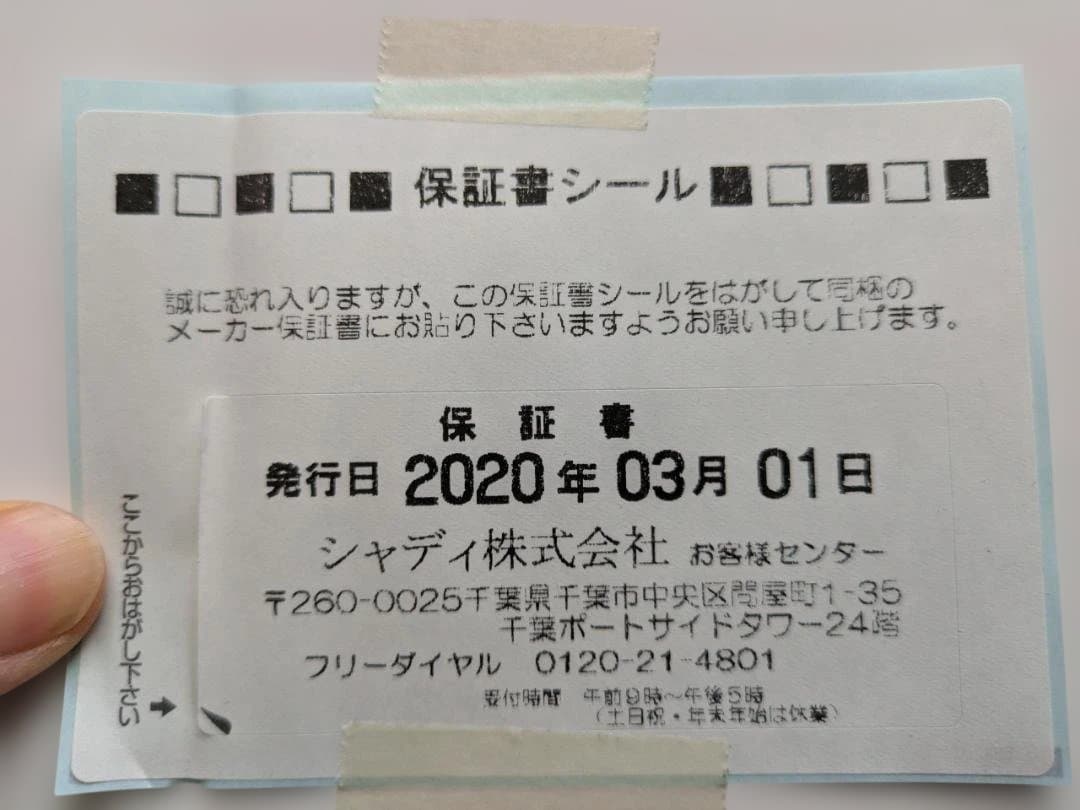 ■□■□■ 保証書シール ■□■□■
誠に恐れ入りますが、この保証書シールをはがして同梱の
メーカー保証書にお貼り下さいますようお願い申し上げます。
保 証 書
発行日 2020年 03月 01日
シャディ株式会社 お客様センター
〒260-0025千葉県千葉市中央区問屋町1-35
千葉ポートサイドタワー24階
フリーダイヤル 0120-21-4801
受付時間 午前9時～午後5時
(土日祝・年末年始は休業)
ここからおはがし下さい➡